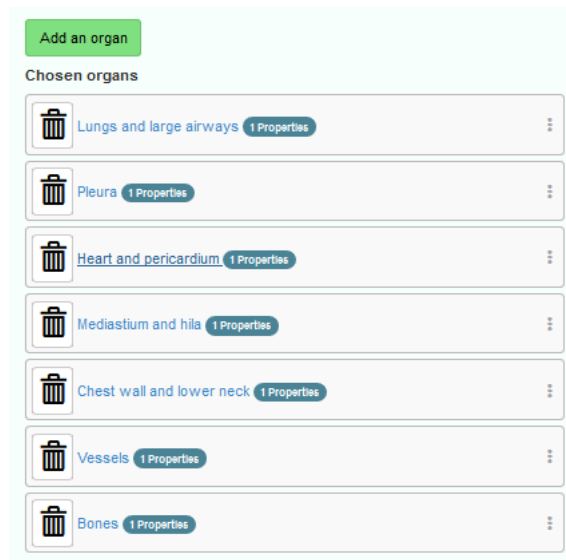 Add an organ
Chosen organs
Lungs and large airways 1 Properties
Pleura 1 Properties
Heart and pericardium 1 Properties
Mediastium and hila 1 Properties
Chest wall and lower neck 1 Properties
Vessels 1 Properties
Bones 1 Properties